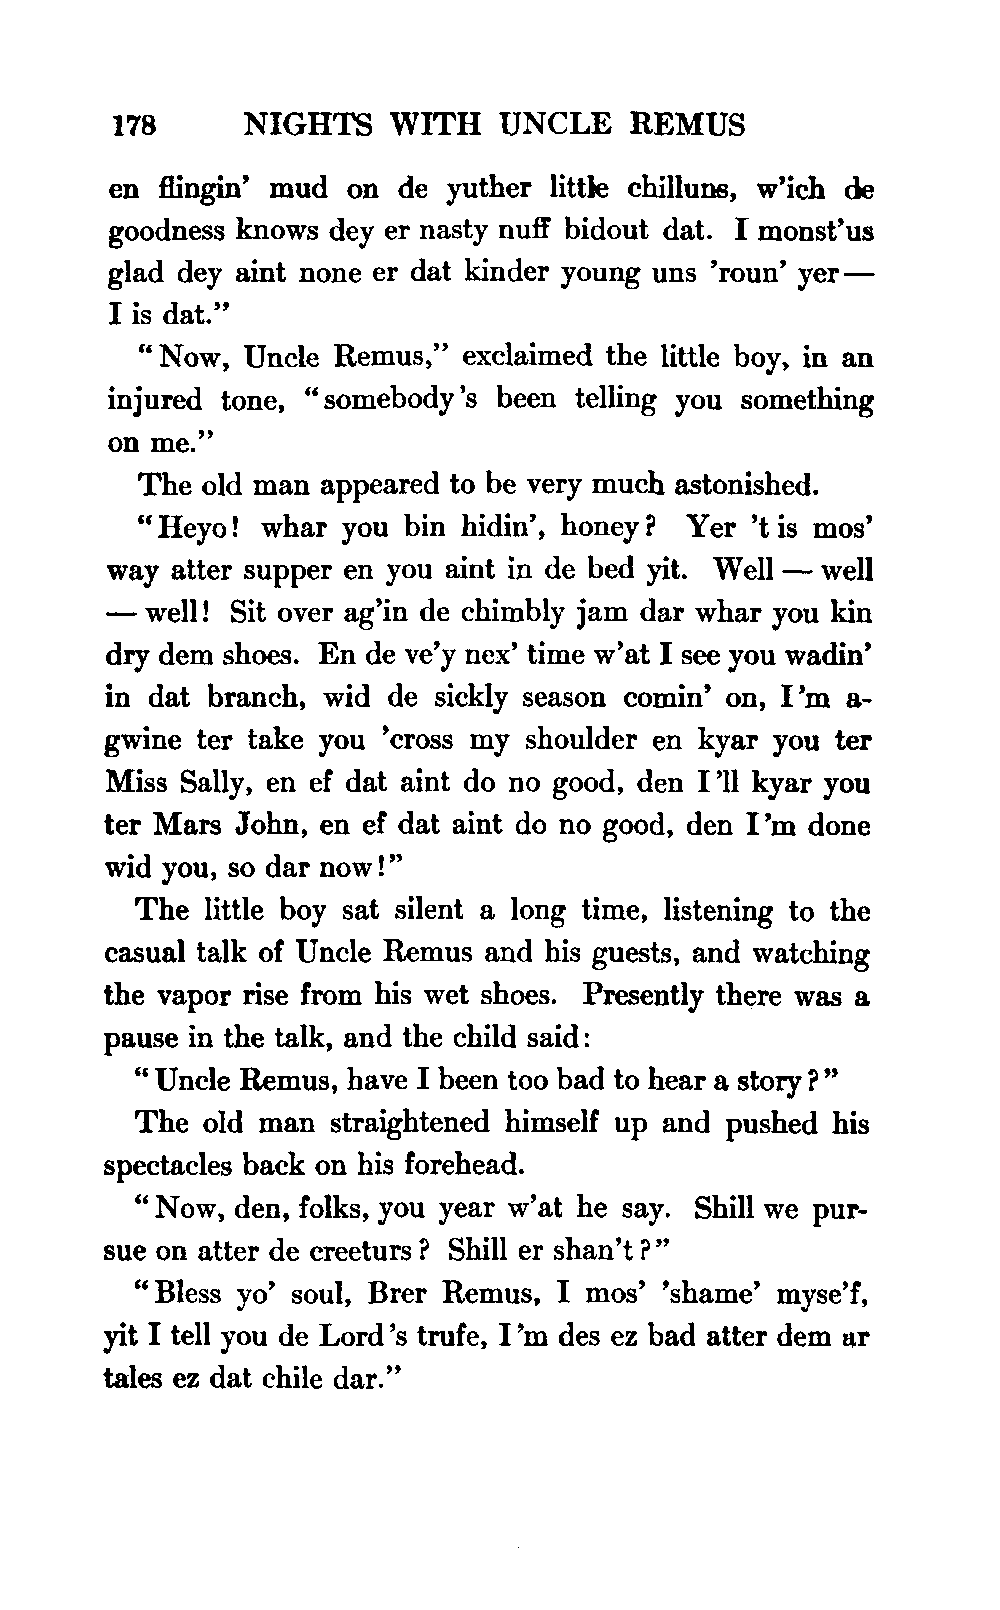 178 NIGHTS WITH UNCLE REMUS
en flingin' mud on de yuther little chilluns, w'ich de
goodness knows dey er nasty nuff bidout dat. I monst'us
glad dey aint none er dat kinder young uns 'roun' yer—
I is dat."
"Now, Uncle Remus," exclaimed the little boy, in an
injured tone, "somebody's been telling you something
on me."
The old man appeared to be very much astonished.
"Heyo! whar you bin hidin', honey? Yer 't is mos'
way atter supper en you aint in de bed yit. Well — well
— well! Sit over ag'in de chimbly jam dar whar you kin
dry dem shoes. En de ve'y nex' time w'at I see you wadin'
in dat branch, wid de sickly season comin' on, I'm a-
gwine ter take you 'cross my shoulder en kyar you ter
Miss Sally, en ef dat aint do no good, den I'll kyar you
ter Mars John, en ef dat aint do no good, den I'm done
wid you, so dar now!"
The little boy sat silent a long time, listening to the
casual talk of Uncle Remus and his guests, and watching
the vapor rise from his wet shoes. Presently there was a
pause in the talk, and the child said:
"Uncle Remus, have I been too bad to hear a story?"
The old man straightened himself up and pushed his
spectacles back on his forehead.
"Now, den, folks, you year w'at he say. Shill we pur-
sue on atter de creeturs? Shill er shan't?"
"Bless yo' soul, Brer Remus, I mos' 'shame' myse'f,
yit I tell you de Lord's trufe, I'm des ez bad atter dem ar
tales ez dat chile dar."